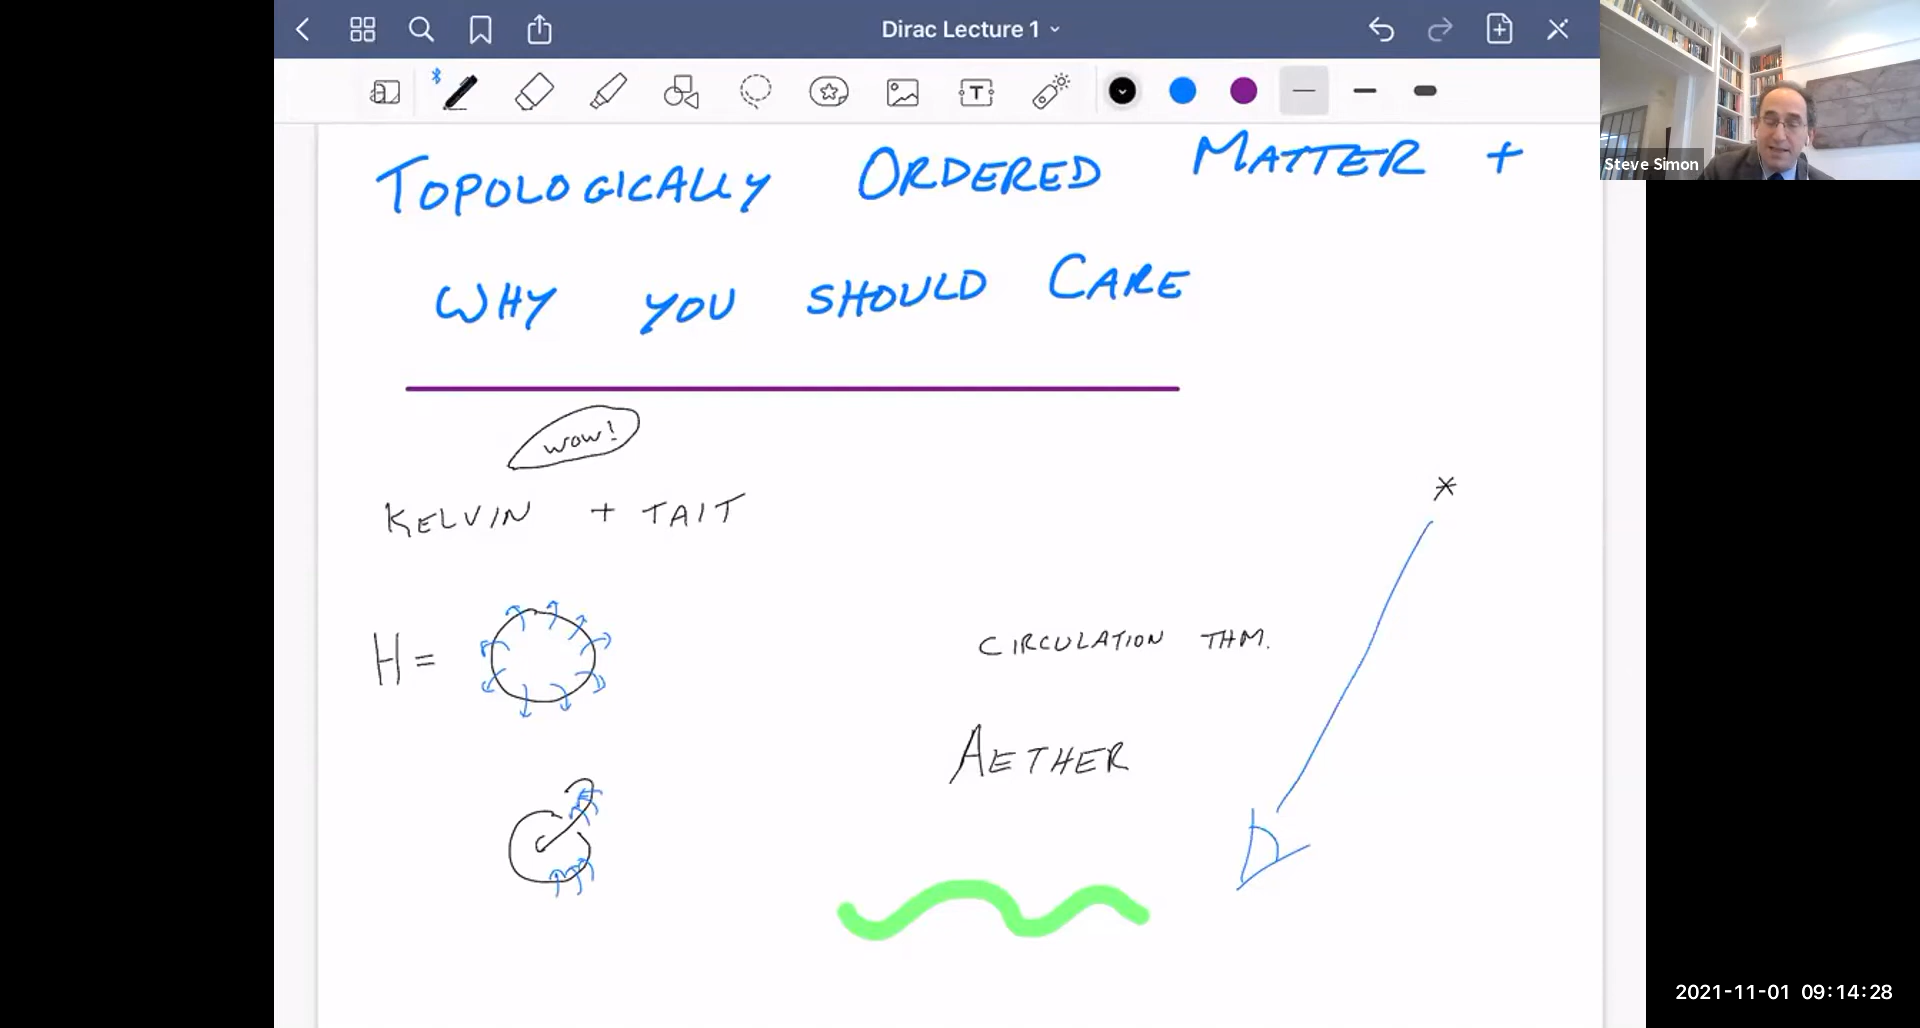 Dirac Lecture 1
T
Steve Simon
TOPOLOGICALLY ORDERED MATTER +
WHY YOU SHOULD CARE
wow!
KELVIN + TAIT
*
H =
CIRCULATION THM.
AETHER
2021-11-01 09:14:28